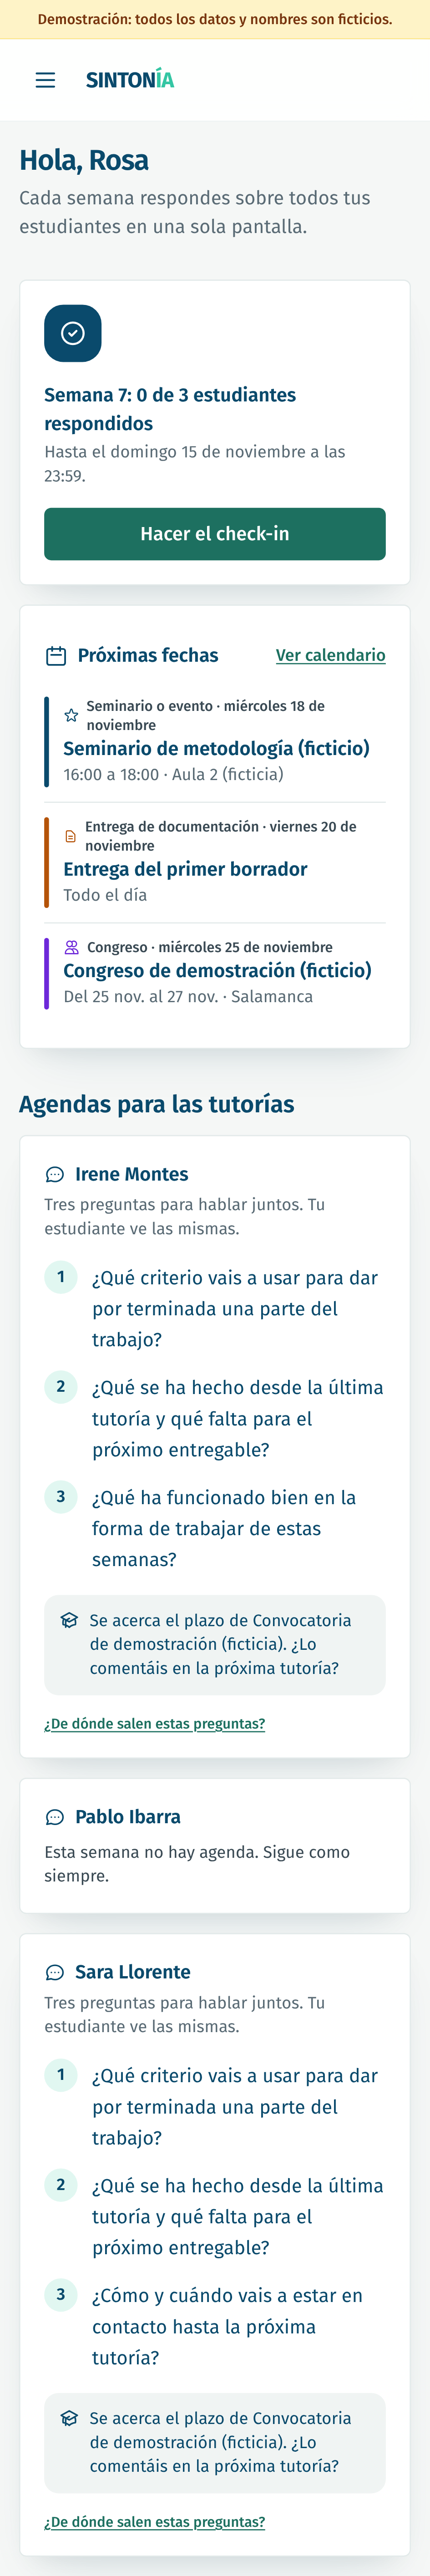 Demostración: todos los datos y nombres son ficticios.
SINTONÍA
Hola, Rosa
Cada semana respondes sobre todos tus
estudiantes en una sola pantalla.
Semana 7: 0 de 3 estudiantes
respondidos
Hasta el domingo 15 de noviembre a las
23:59.
Hacer el check-in
Próximas fechas
Ver calendario
Seminario o evento · miércoles 18 de
noviembre
Seminario de metodología (ficticio)
16:00 a 18:00 · Aula 2 (ficticia)
Entrega de documentación · viernes 20 de
noviembre
Entrega del primer borrador
Todo el día
Congreso · miércoles 25 de noviembre
Congreso de demostración (ficticio)
Del 25 nov. al 27 nov. · Salamanca
Agendas para las tutorías
Irene Montes
Tres preguntas para hablar juntos. Tu
estudiante ve las mismas.
1 ¿Qué criterio vais a usar para dar
por terminada una parte del
trabajo?
2 ¿Qué se ha hecho desde la última
tutoría y qué falta para el
próximo entregable?
3 ¿Qué ha funcionado bien en la
forma de trabajar de estas
semanas?
Se acerca el plazo de Convocatoria
de demostración (ficticia). ¿Lo
comentáis en la próxima tutoría?
¿De dónde salen estas preguntas?
Pablo Ibarra
Esta semana no hay agenda. Sigue como
siempre.
Sara Llorente
Tres preguntas para hablar juntos. Tu
estudiante ve las mismas.
1 ¿Qué criterio vais a usar para dar
por terminada una parte del
trabajo?
2 ¿Qué se ha hecho desde la última
tutoría y qué falta para el
próximo entregable?
3 ¿Cómo y cuándo vais a estar en
contacto hasta la próxima
tutoría?
Se acerca el plazo de Convocatoria
de demostración (ficticia). ¿Lo
comentáis en la próxima tutoría?
¿De dónde salen estas preguntas?